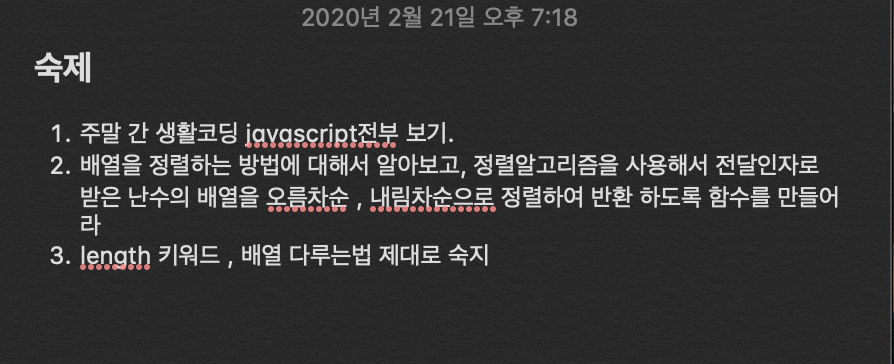 2020년 2월 21일 오후 7:18
숙제
1. 주말 간 생활코딩 javascript전부 보기.
2. 배열을 정렬하는 방법에 대해서 알아보고, 정렬알고리즘을 사용해서 전달인자로
받은 난수의 배열을 오름차순 , 내림차순으로 정렬하여 반환 하도록 함수를 만들어
라
3. length 키워드 , 배열 다루는법 제대로 숙지